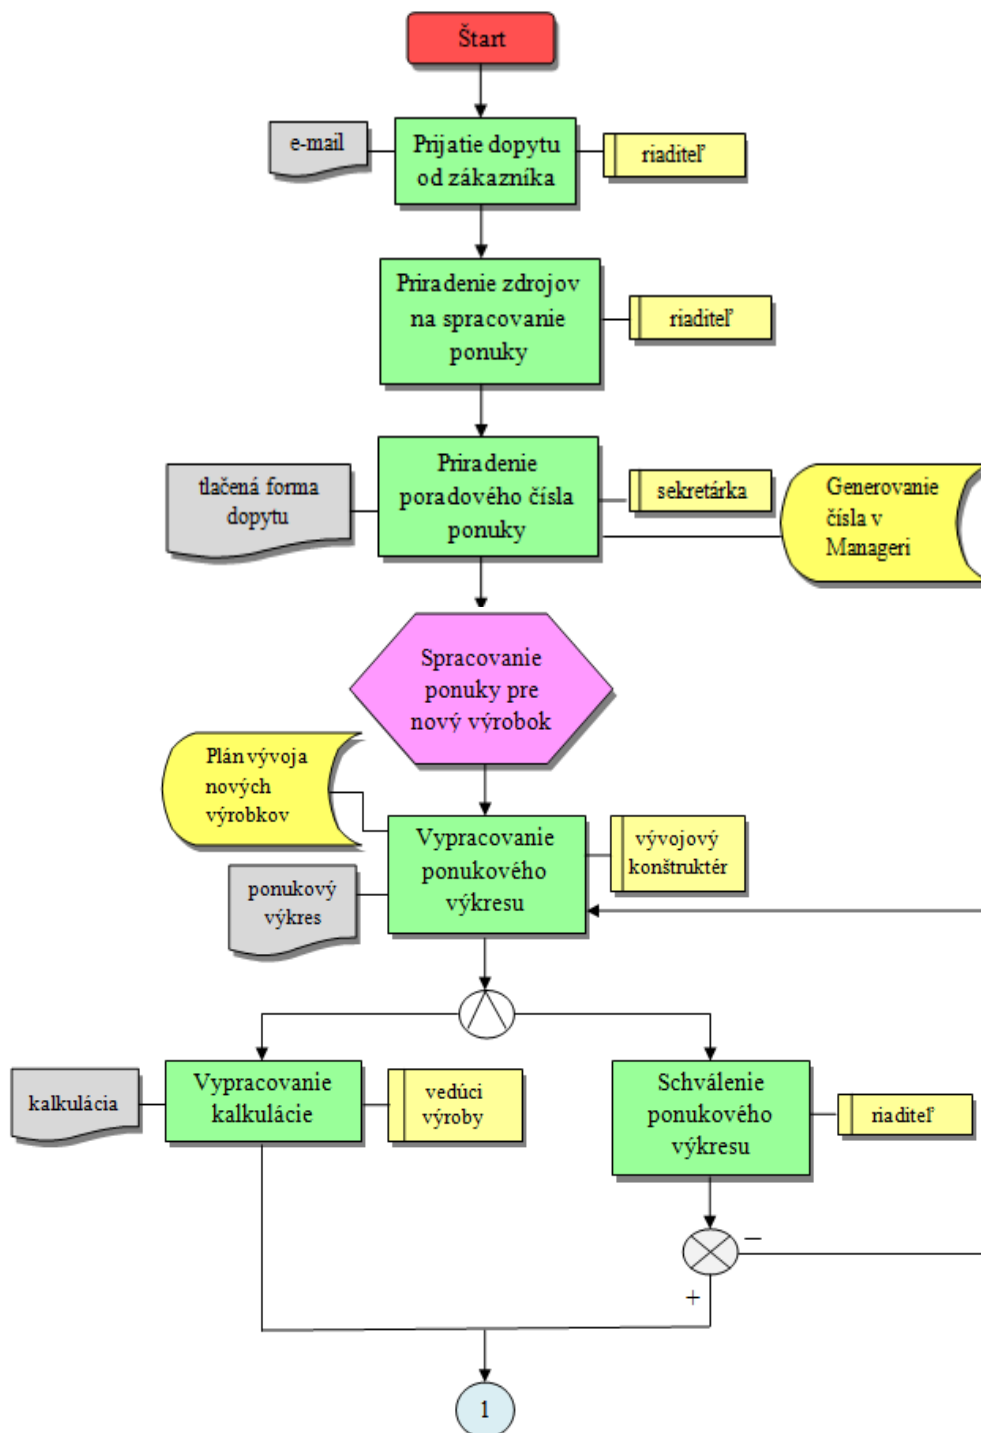 Štart
e-mail
Prijatie dopytu
od zákazníka
riaditeľ
Priradenie zdrojov
na spracovanie
ponuky
riaditeľ
tlačená forma
dopytu
Priradenie
poradového čísla
ponuky
sekretárka
Generovanie
čísla v
Manageri
Spracovanie
ponuky pre
nový výrobok
Plán vývoja
nových
výrobkov
Vypracovanie
ponukového
výkresu
vývojový
konštruktér
ponukový
výkres
kalkulácia
Vypracovanie
kalkulácie
vedúci
výroby
Schválenie
ponukového
výkresu
riaditeľ
–
+
1